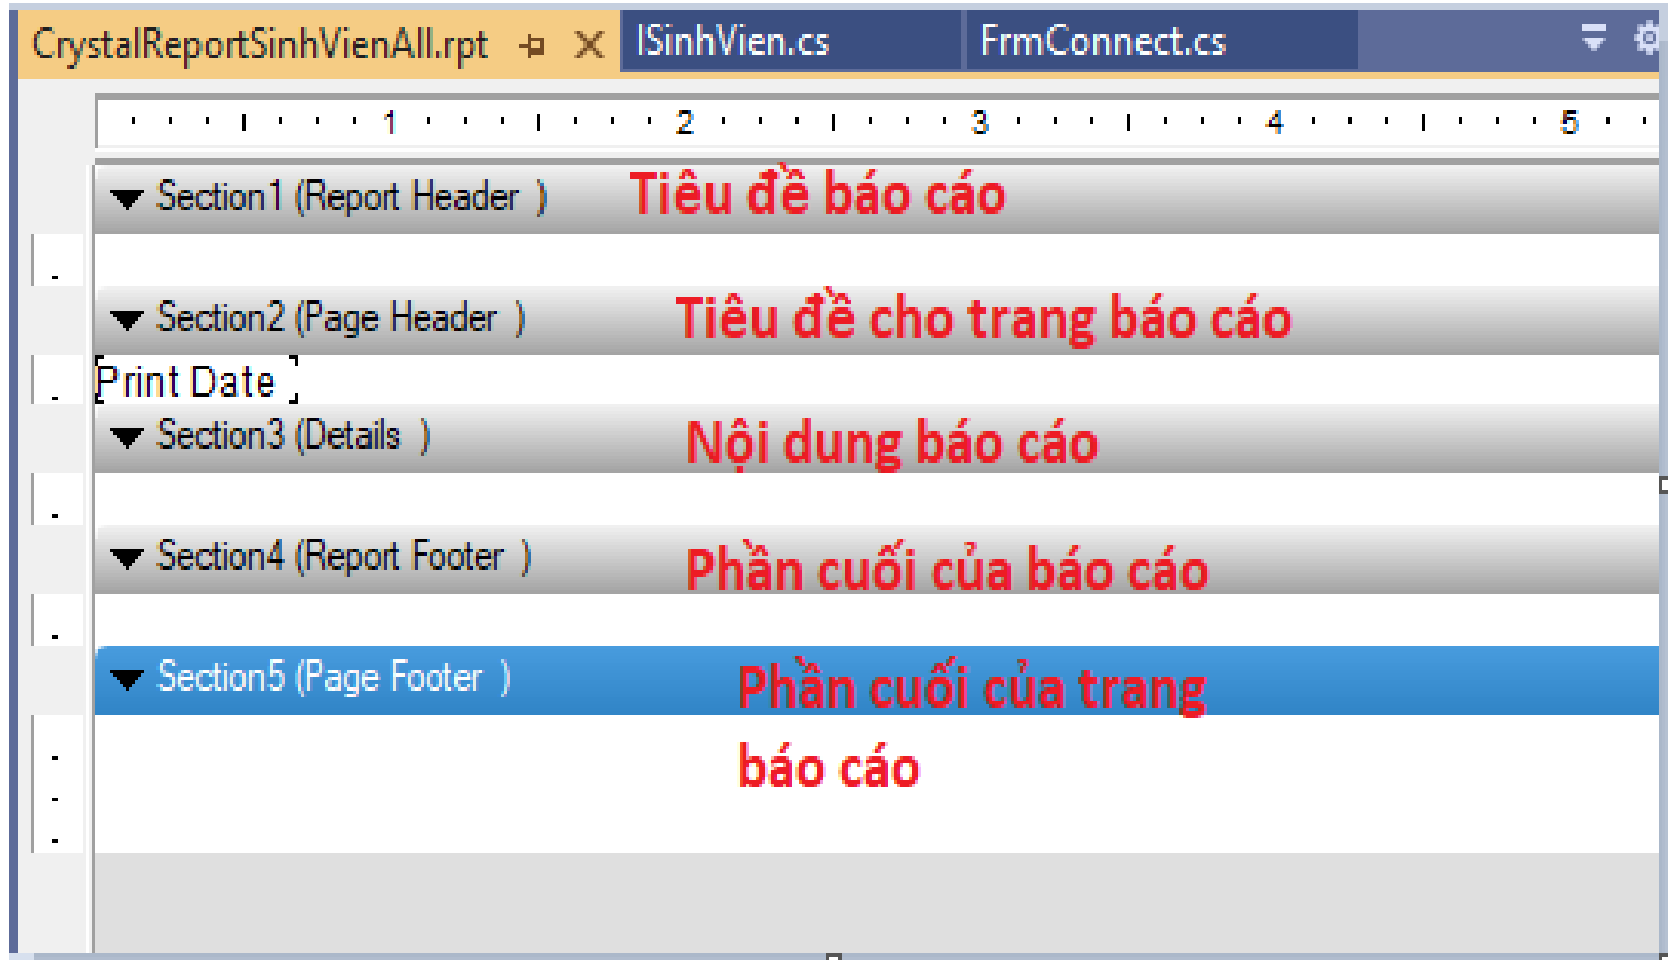 CrystalReportSinhVienAll.rpt ISinhVien.cs FrmConnect.cs
1 2 3 4 5
Section1 (Report Header ) Tiêu đề báo cáo
Section2 (Page Header ) Tiêu đề cho trang báo cáo
Print Date
Section3 (Details ) Nội dung báo cáo
Section4 (Report Footer ) Phần cuối của báo cáo
Section5 (Page Footer ) Phần cuối của trang
báo cáo